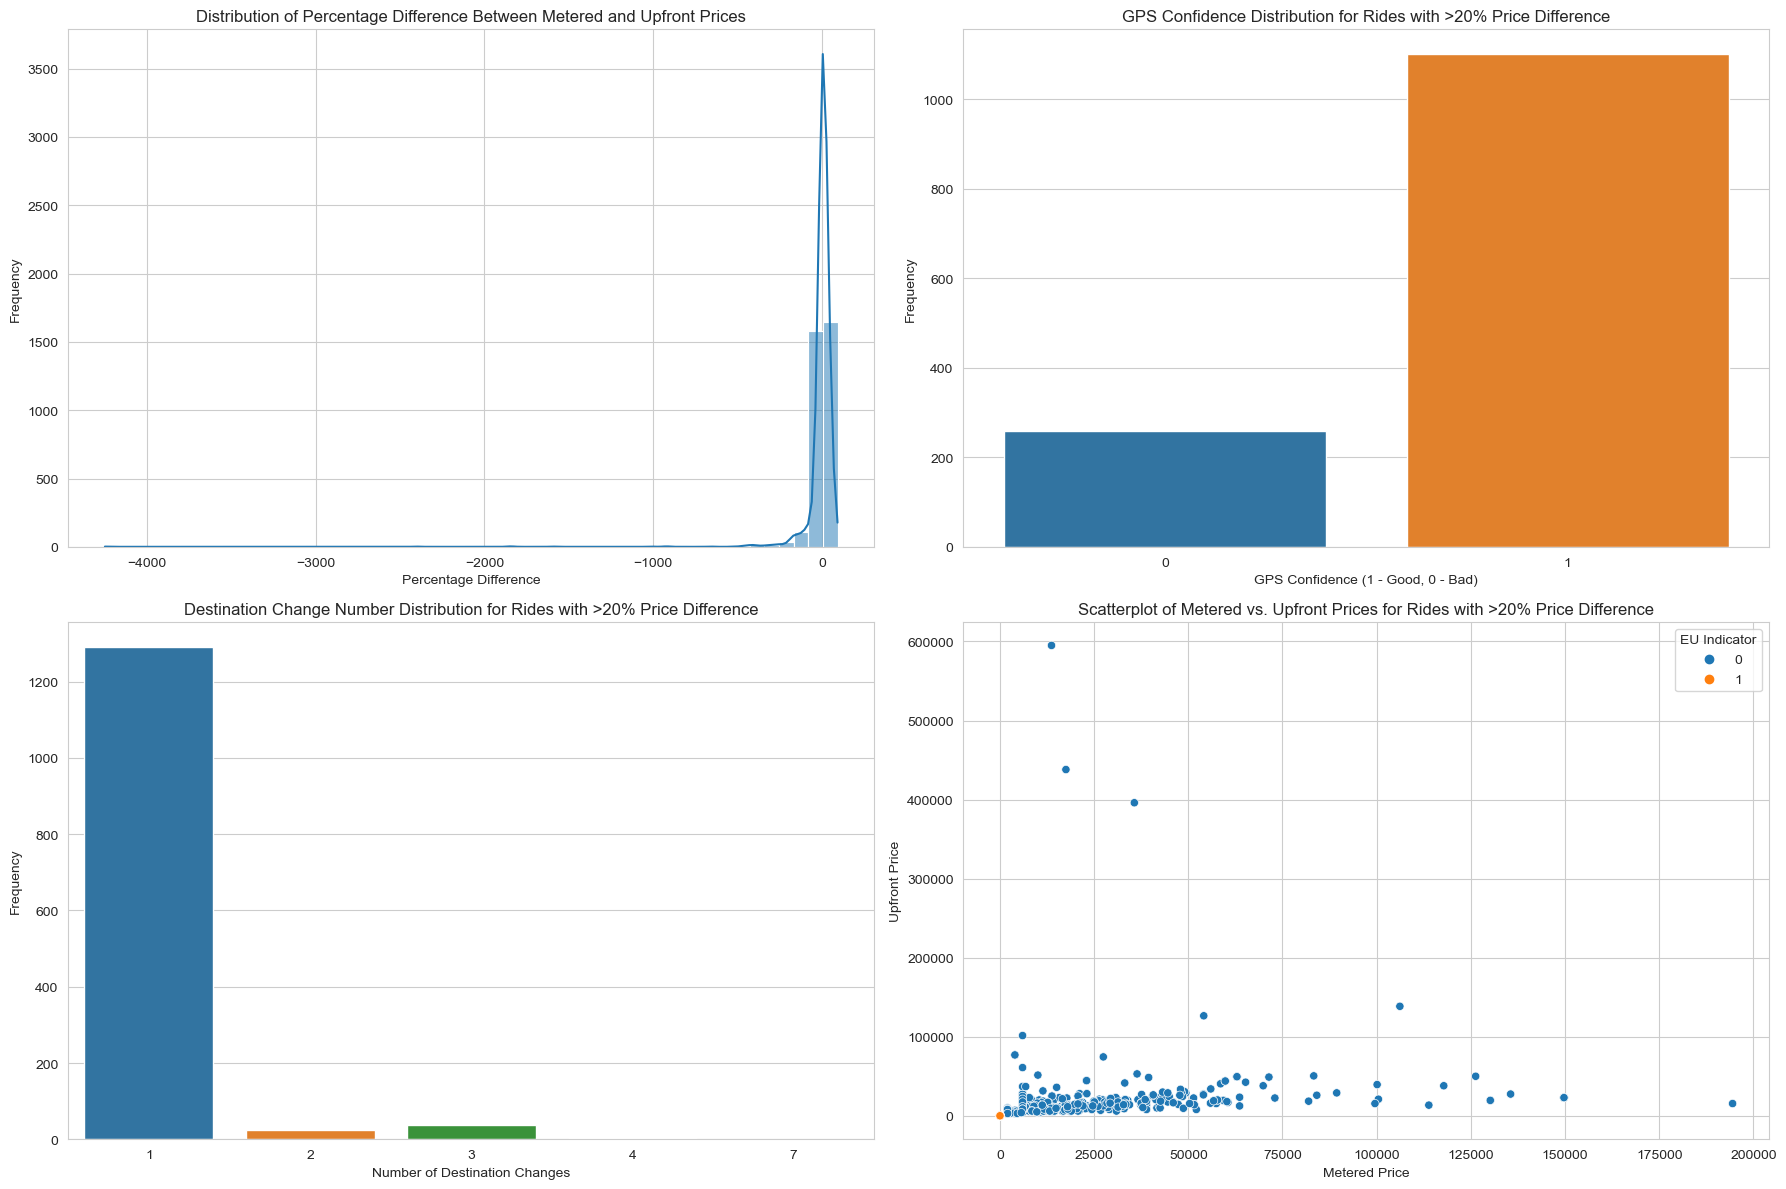 Distribution of Percentage Difference Between Metered and Upfront Prices
3500
3000
2500
2000
1500
1000
500
0
Frequency
−4000 −3000 −2000 −1000 0
Percentage Difference
GPS Confidence Distribution for Rides with >20% Price Difference
1000
800
600
400
200
0
Frequency
0 1
GPS Confidence (1 - Good, 0 - Bad)
Destination Change Number Distribution for Rides with >20% Price Difference
1200
1000
800
600
400
200
0
Frequency
1 2 3 4 7
Number of Destination Changes
Scatterplot of Metered vs. Upfront Prices for Rides with >20% Price Difference
EU Indicator
0
1
600000
500000
400000
300000
200000
100000
0
Upfront Price
0 25000 50000 75000 100000 125000 150000 175000 200000
Metered Price